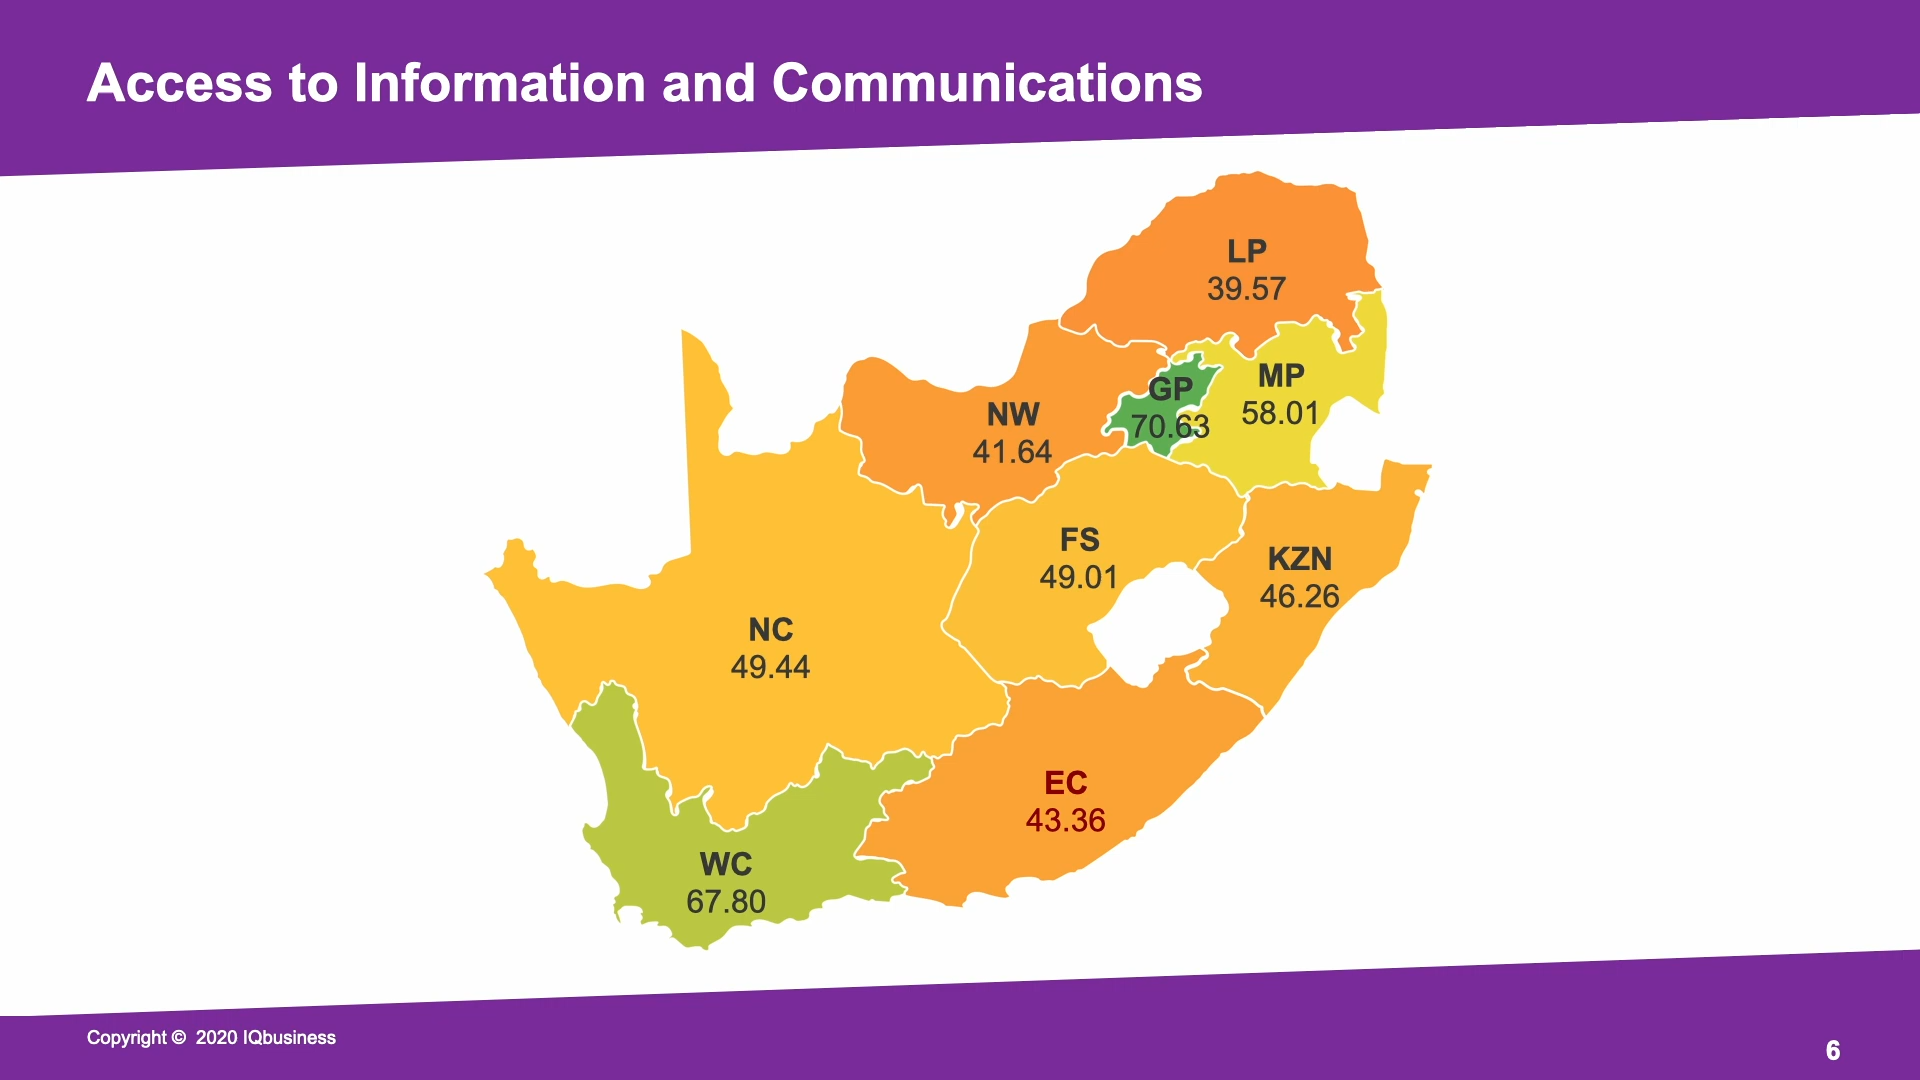 Access to Information and Communications
LP
39.57
MP
58.01
GP
70.63
NW
41.64
FS
49.01
KZN
46.26
NC
49.44
EC
43.36
WC
67.80
Copyright © 2020 IQbusiness
6